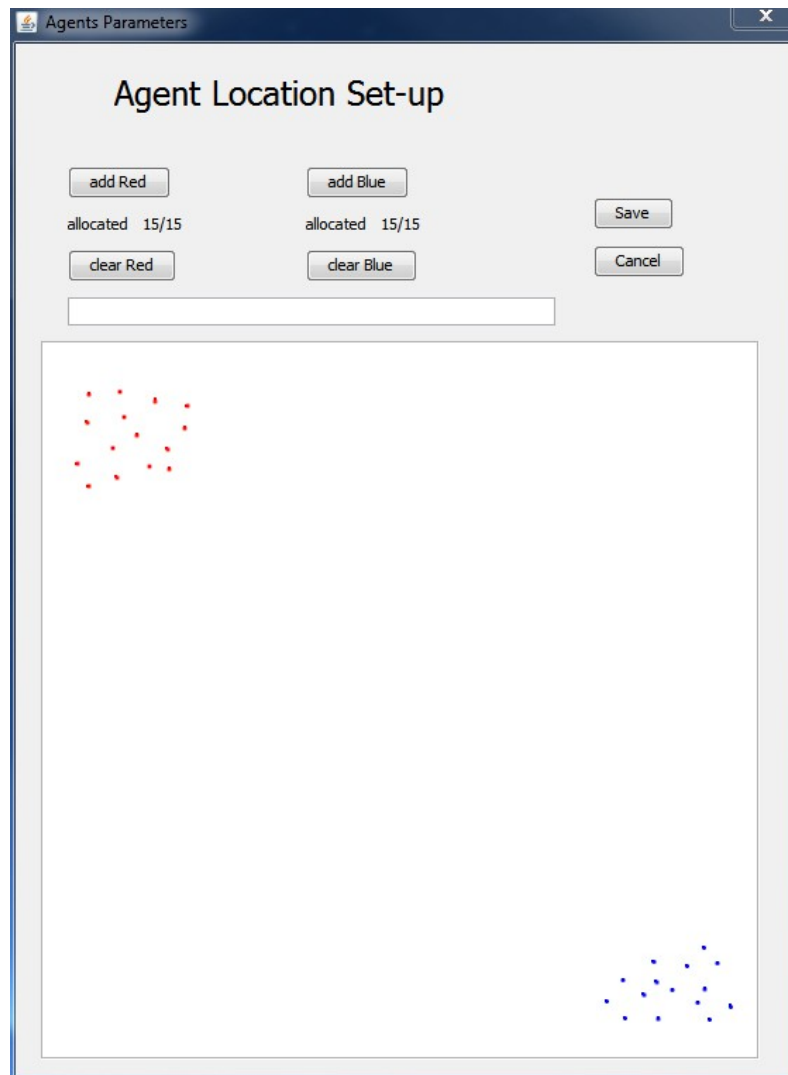 Agents Parameters
x
Agent Location Set-up
add Red
add Blue
allocated 15/15
allocated 15/15
Save
clear Red
clear Blue
Cancel